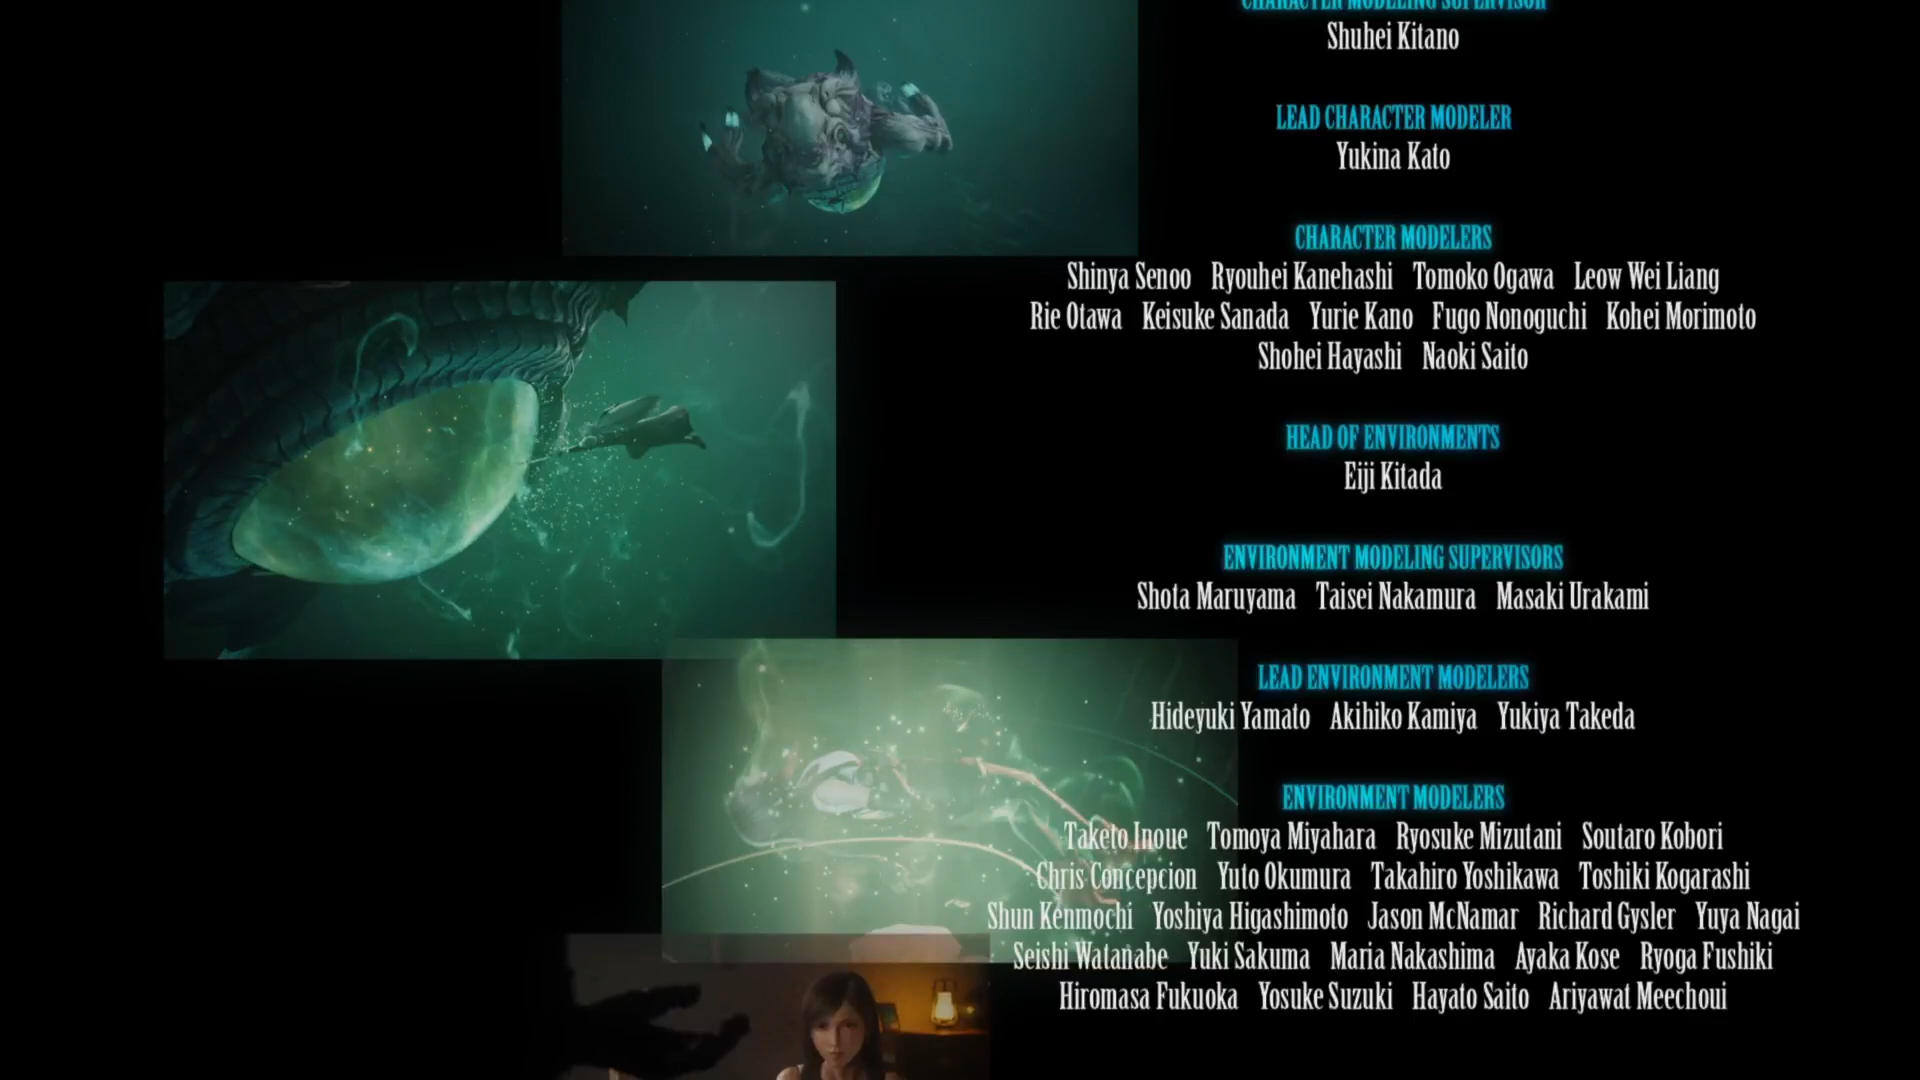 CHARACTER MODELING SUPERVISOR
Shuhei Kitano
LEAD CHARACTER MODELER
Yukina Kato
CHARACTER MODELERS
Shinya Senoo Ryouhei Kanehashi Tomoko Ogawa Leow Wei Liang
Rie Otawa Keisuke Sanada Yurie Kano Fugo Nonoguchi Kohei Morimoto
Shohei Hayashi Naoki Saito
HEAD OF ENVIRONMENTS
Eiji Kitada
ENVIRONMENT MODELING SUPERVISORS
Shota Maruyama Taisei Nakamura Masaki Urakami
LEAD ENVIRONMENT MODELERS
Hideyuki Yamato Akihiko Kamiya Yukiya Takeda
ENVIRONMENT MODELERS
Taketo Inoue Tomoya Miyahara Ryosuke Mizutani Soutaro Kobori
Chris Concepcion Yuto Okumura Takahiro Yoshikawa Toshiki Kogarashi
Shun Kenmochi Yoshiya Higashimoto Jason McNamar Richard Gysler Yuya Nagai
Seishi Watanabe Yuki Sakuma Maria Nakashima Ayaka Kose Ryoga Fushiki
Hiromasa Fukuoka Yosuke Suzuki Hayato Saito Ariyawat Meechoui